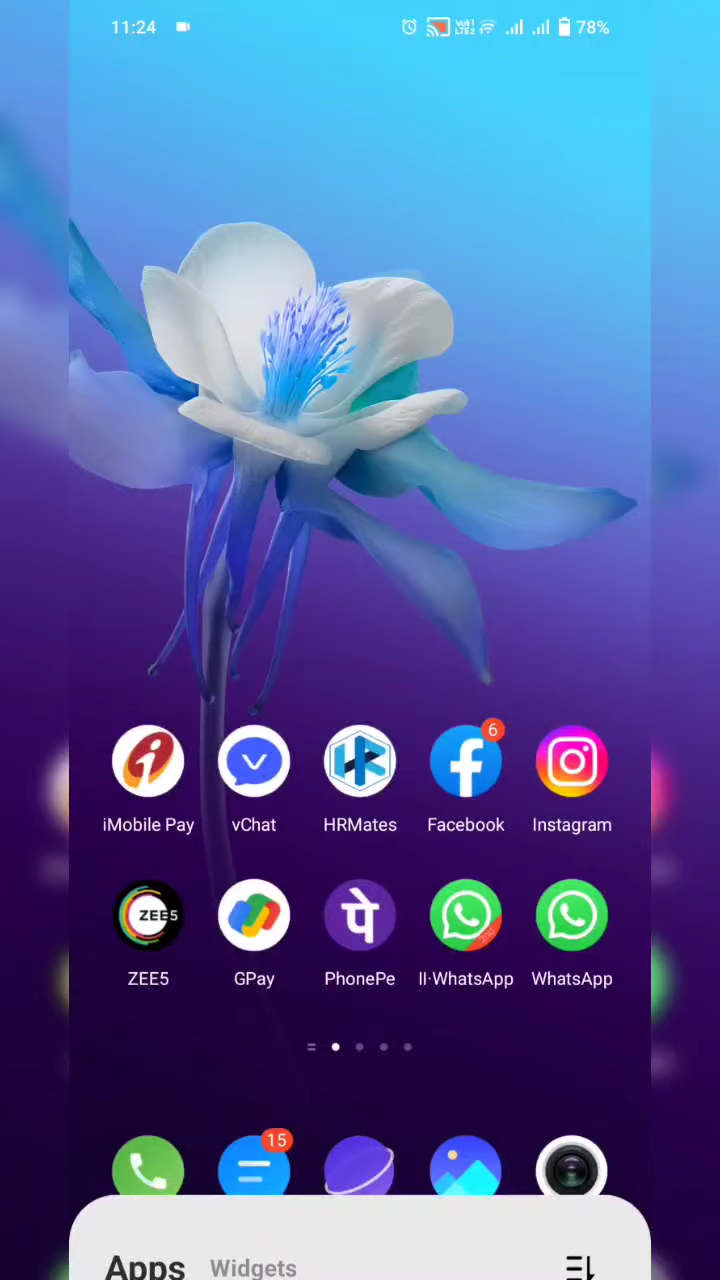 11:24 78%
iMobile Pay vChat HRMates Facebook 6 Instagram
ZEE5
ZEE5 GPay PhonePe II·WhatsApp WhatsApp
15
Apps Widgets